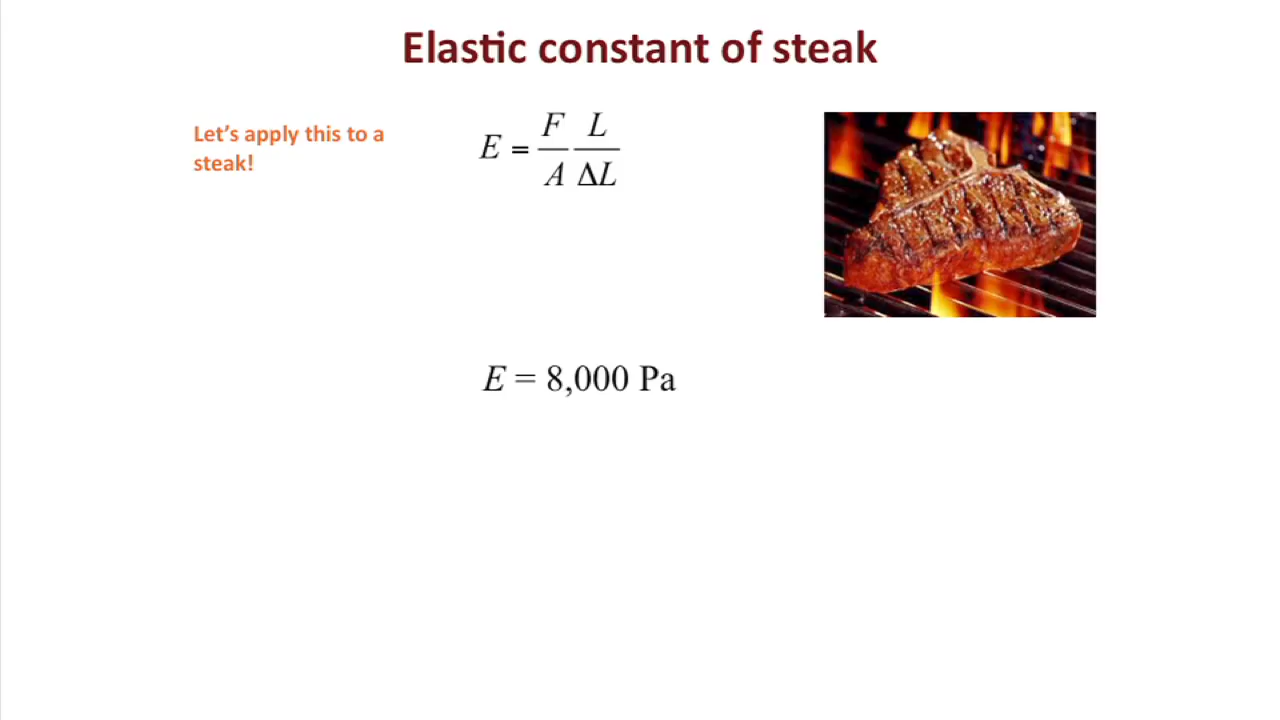 Elastic constant of steak
Let's apply this to a
steak!
E = F/A L/ΔL
E = 8,000 Pa